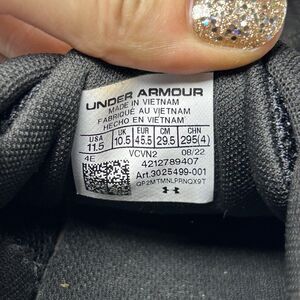 UNDER ARMOUR
MADE IN VIETNAM
FABRIQUÉ AU VIETNAM
HECHO EN VIETNAM
USA UK EUR CM CHN
11.5 10.5 45.5 29.5 295(4)
4E VCVN2 08/22
4212789407
Art.3025499-001
QP2MTMNLPRNQX9T